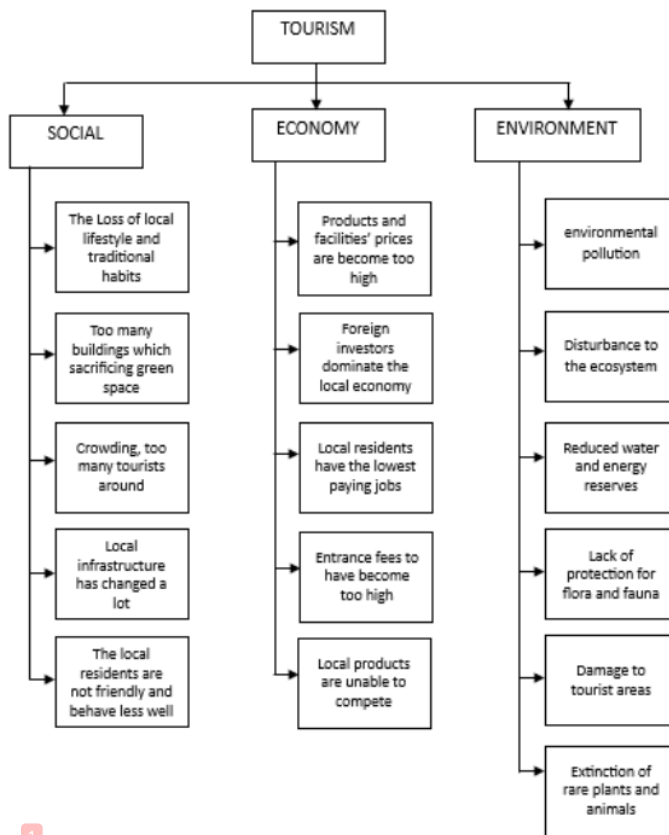 TOURISM
SOCIAL
ECONOMY
ENVIRONMENT
The Loss of local
lifestyle and
traditional
habits
Too many
buildings which
sacrificing green
space
Crowding, too
many tourists
around
Local
infrastructure
has changed a
lot
The local
residents are
not friendly and
behave less well
Products and
facilities' prices
are become too
high
Foreign
investors
dominate the
local economy
Local residents
have the lowest
paying jobs
Entrance fees to
have become
too high
Local products
are unable to
compete
environmental
pollution
Disturbance to
the ecosystem
Reduced water
and energy
reserves
Lack of
protection for
flora and fauna
Damage to
tourist areas
Extinction of
rare plants and
animals
1